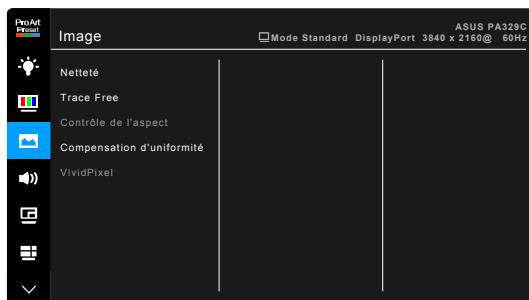 ProArt
Preset
Image
ASUS PA329C
Mode Standard DisplayPort 3840 x 2160@ 60Hz
Netteté
Trace Free
Contrôle de l'aspect
Compensation d'uniformité
VividPixel